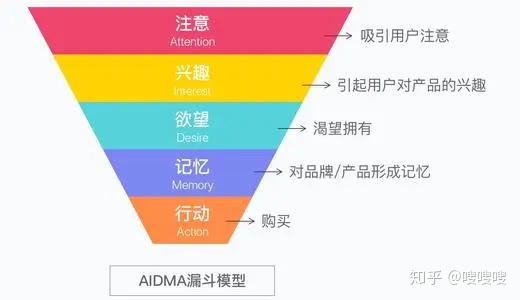 注意
Attention
吸引用户注意
兴趣
Interest
引起用户对产品的兴趣
欲望
Desire
渴望拥有
记忆
Memory
对品牌/产品形成记忆
行动
Action
购买
AIDMA漏斗模型
知乎 @嗖嗖嗖